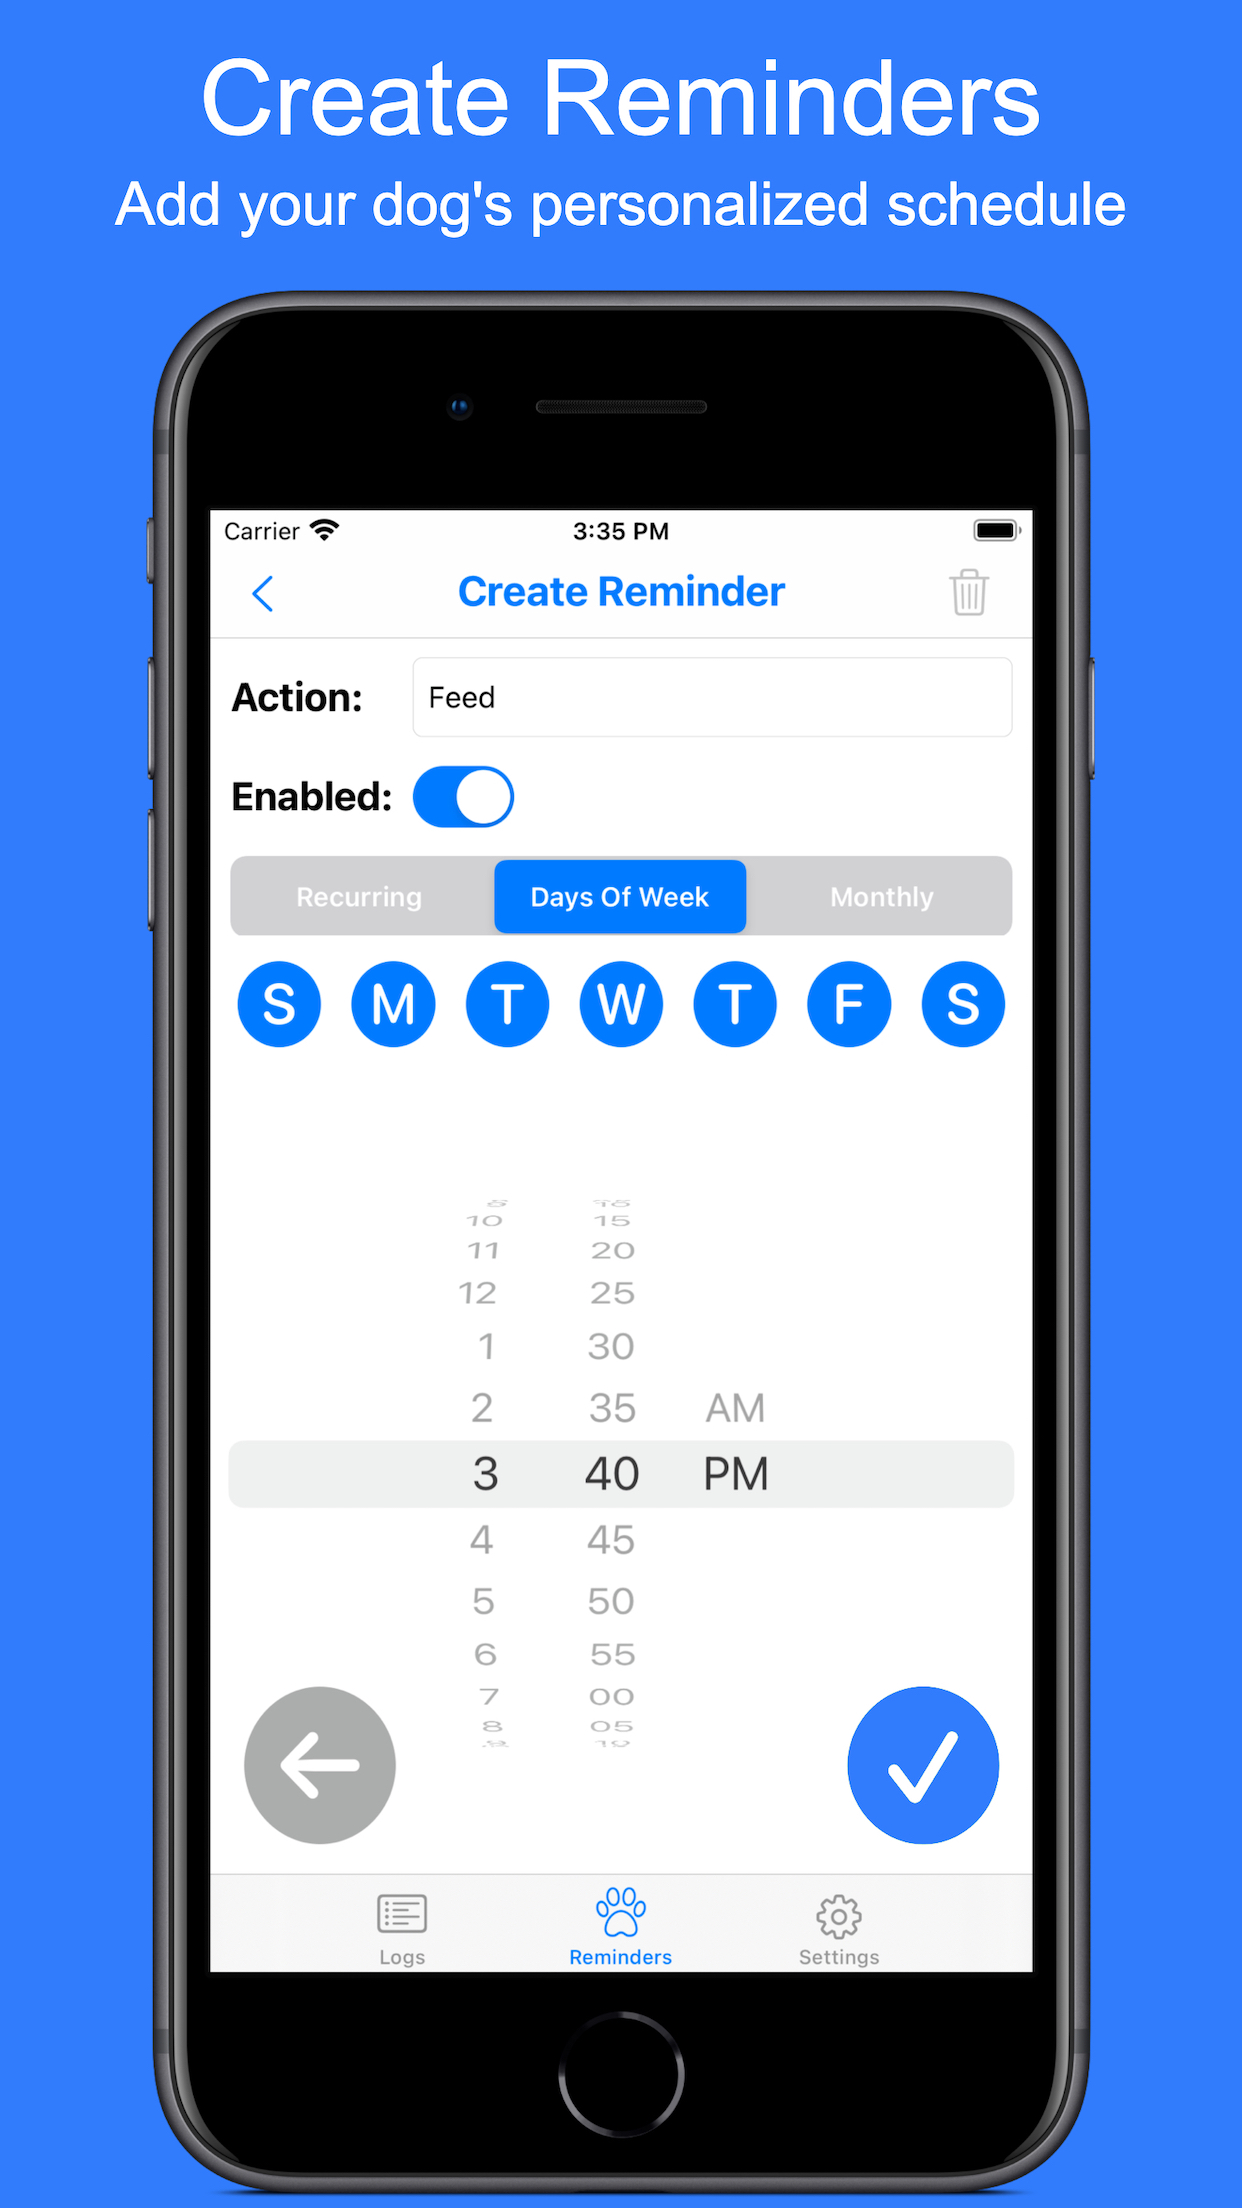 Create Reminders
Add your dog's personalized schedule
Carrier 3:35 PM
Create Reminder
Action: Feed
Enabled:
Recurring Days Of Week Monthly
S M T W T F S
10 15
11 20
12 25
1 30
2 35 AM
3 40 PM
4 45
5 50
6 55
7 00
8 05
Logs Reminders Settings